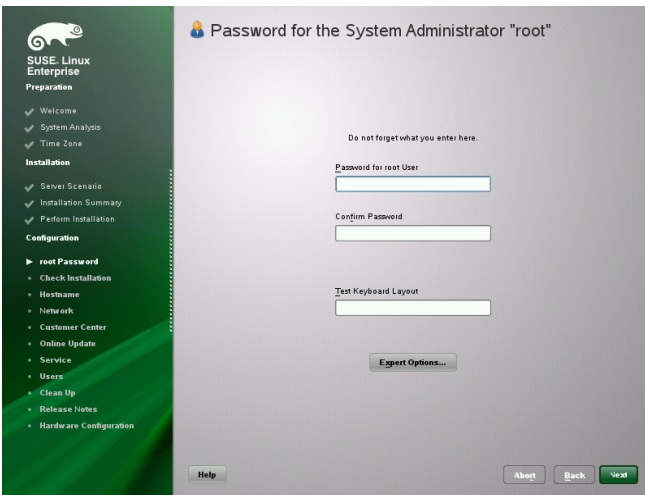 SUSE. Linux
Enterprise
Preparation
Welcome
System Analysis
Time Zone
Installation
Server Scenario
Installation Summary
Perform Installation
Configuration
root Password
Check Installation
Hostname
Network
Customer Center
Online Update
Service
Users
Clean Up
Release Notes
Hardware Configuration
Password for the System Administrator "root"
Do not forget what you enter here.
Password for root User
Confirm Password
Test Keyboard Layout
Expert Options...
Help
Abort
Back
Next